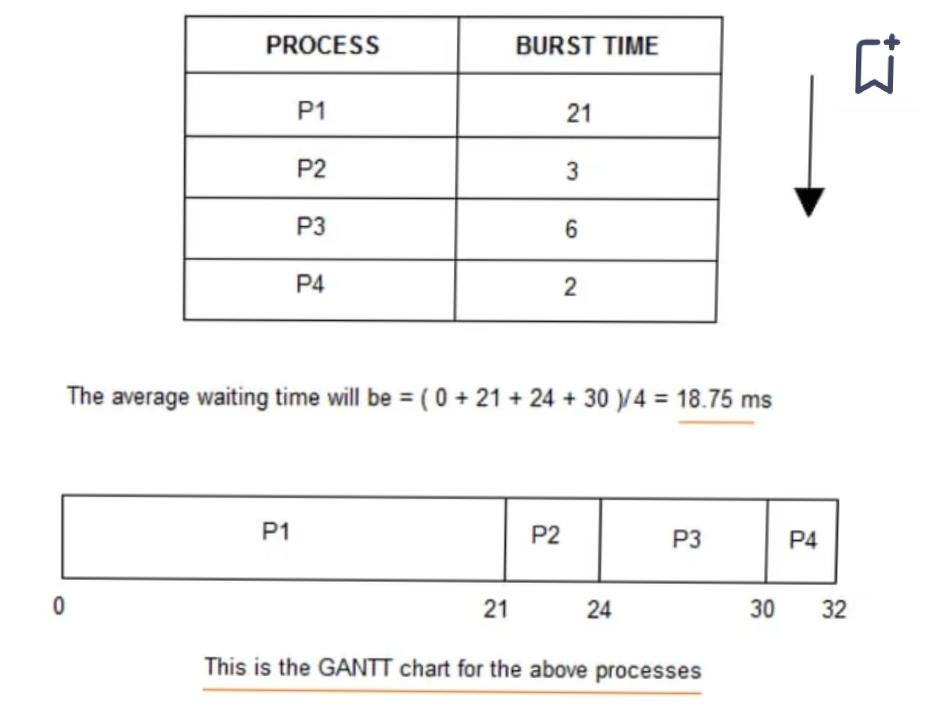 PROCESS BURST TIME
P1 21
P2 3
P3 6
P4 2
The average waiting time will be = ( 0 + 21 + 24 + 30 )/4 = 18.75 ms
P1 P2 P3 P4
0 21 24 30 32
This is the GANTT chart for the above processes